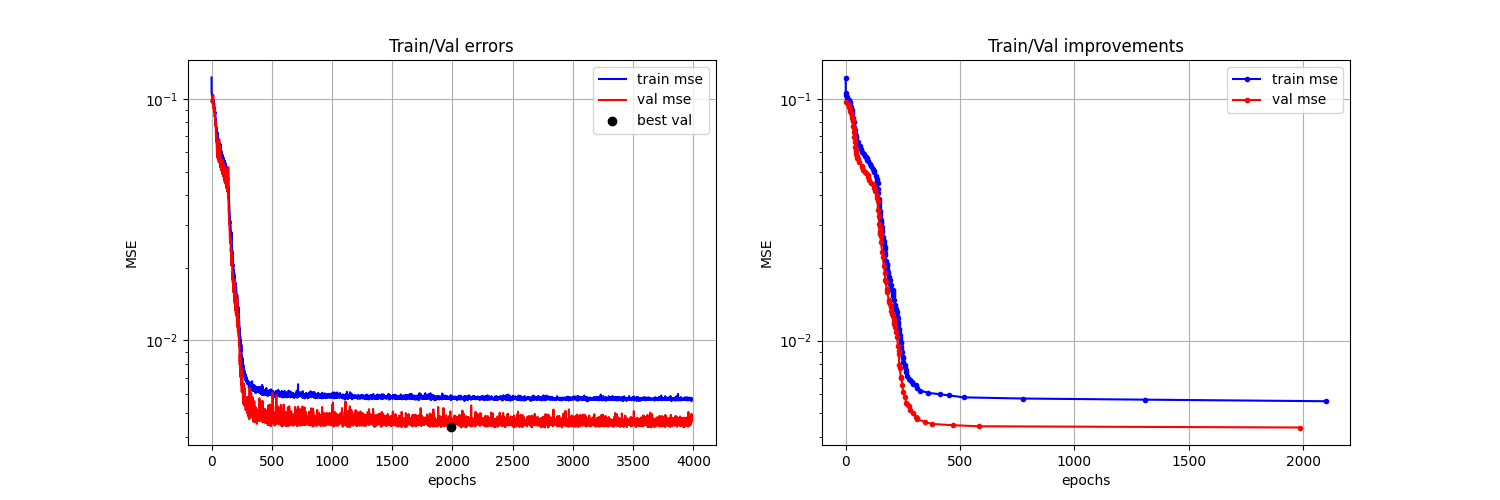 Train/Val errors
MSE
10⁻¹
10⁻²
train mse
val mse
best val
0 500 1000 1500 2000 2500 3000 3500 4000
epochs
Train/Val improvements
MSE
10⁻¹
10⁻²
train mse
val mse
0 500 1000 1500 2000
epochs